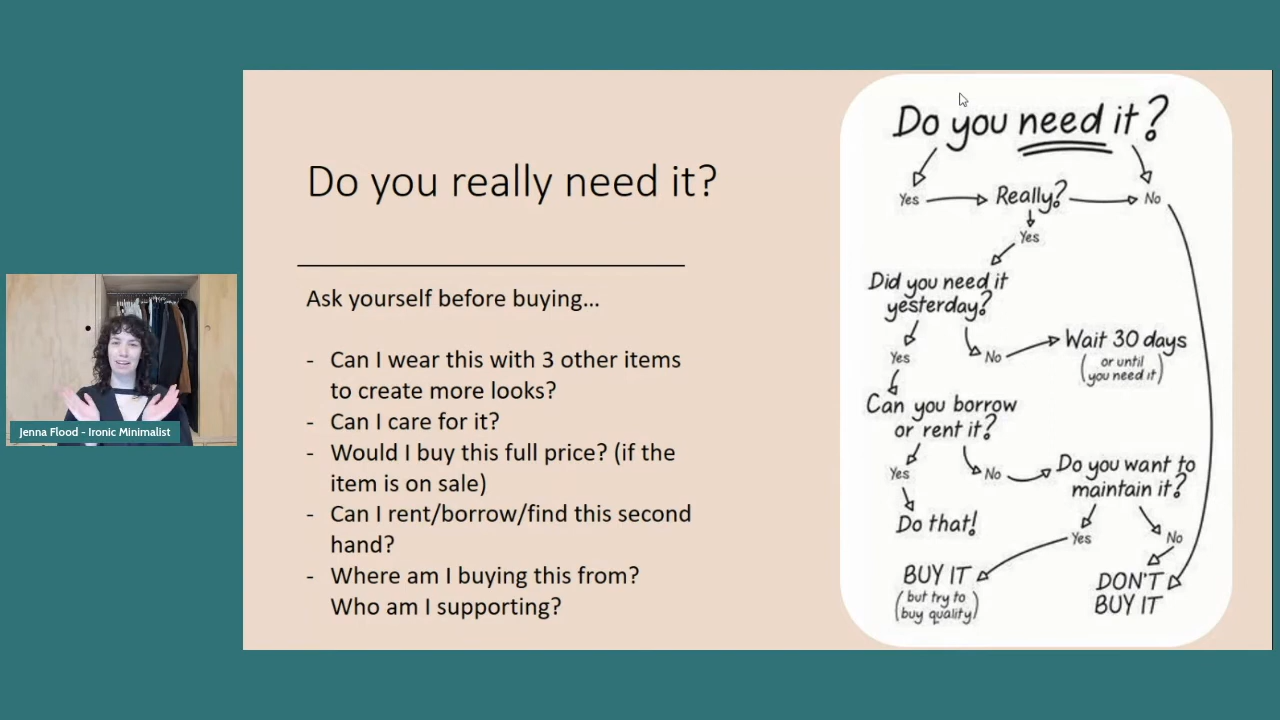 Do you really need it?
Ask yourself before buying...
- Can I wear this with 3 other items
to create more looks?
- Can I care for it?
- Would I buy this full price? (if the
item is on sale)
- Can I rent/borrow/find this second
hand?
- Where am I buying this from?
Who am I supporting?
Jenna Flood - Ironic Minimalist
Do you need it?
Yes
Really?
No
Yes
Did you need it
yesterday?
Yes
No
Wait 30 days
(or until
you need it)
Can you borrow
or rent it?
Yes
No
Do you want to
maintain it?
Do that!
Yes
No
BUY IT
(but try to
buy quality)
DON'T
BUY IT